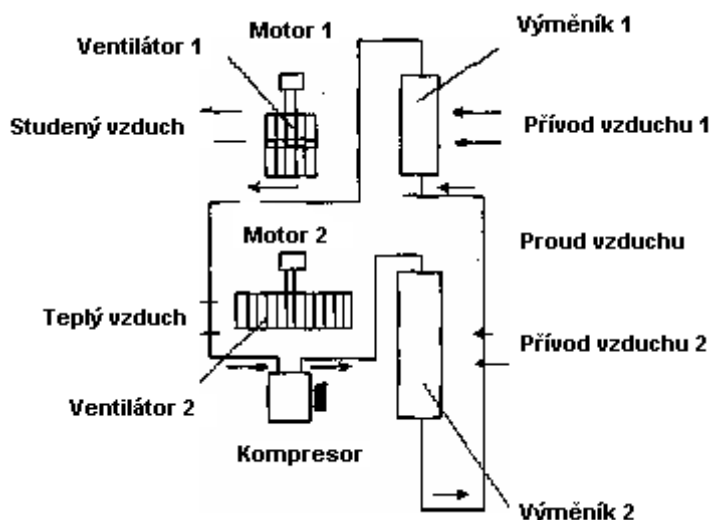 Motor 1
Výměník 1
Ventilátor 1
Studený vzduch
Přívod vzduchu 1
Motor 2
Proud vzduchu
Teplý vzduch
Přívod vzduchu 2
Ventilátor 2
Kompresor
Výměník 2